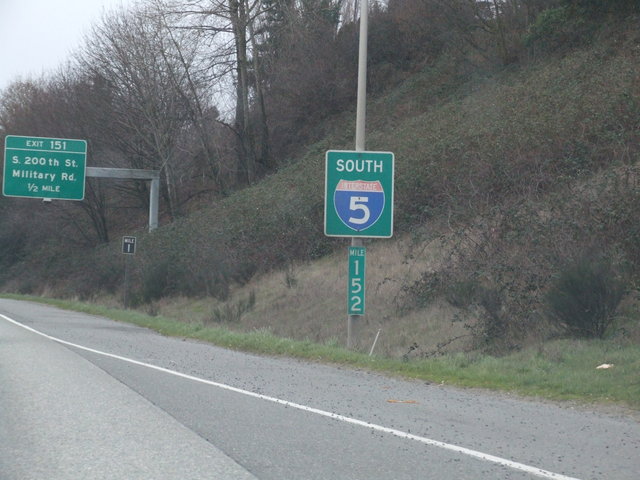 EXIT 151
S. 200th St.
Military Rd.
½ MILE
MILE
1
SOUTH
INTERSTATE
5
MILE
1
5
2